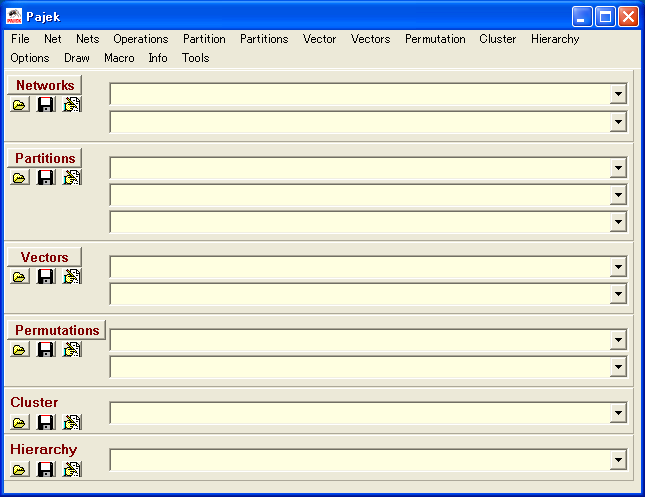 Pajek
File Net Nets Operations Partition Partitions Vector Vectors Permutation Cluster Hierarchy
Options Draw Macro Info Tools
Networks
Partitions
Vectors
Permutations
Cluster
Hierarchy